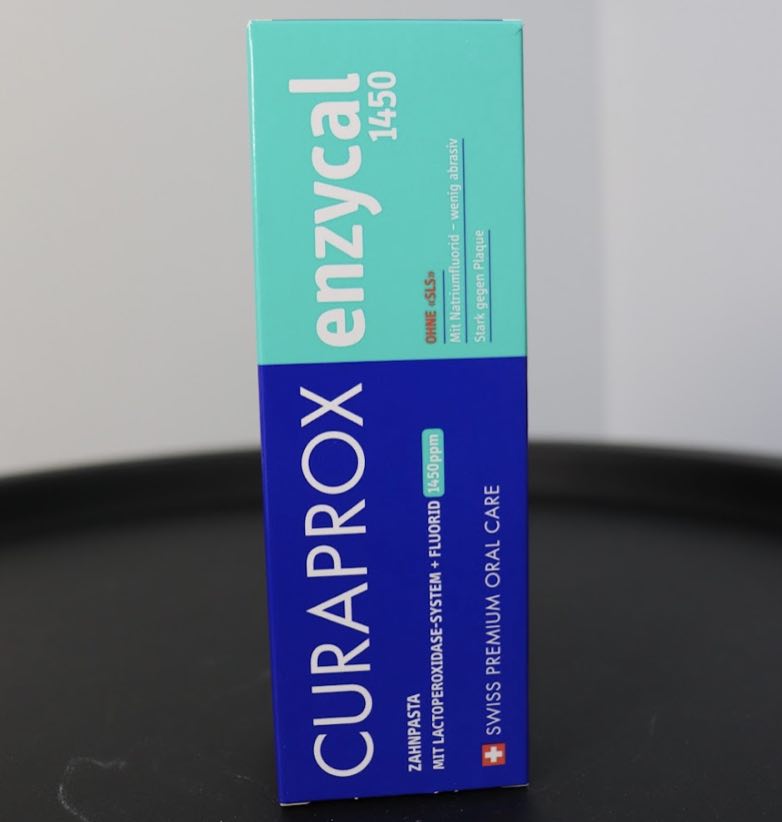 CURAPROX enzycal
1450
ZAHNPASTA
MIT LACTOPEROXIDASE-SYSTEM + FLUORID 1450ppm
OHNE «SLS»
Mit Natriumfluorid – wenig abrasiv
Stark gegen Plaque
SWISS PREMIUM ORAL CARE